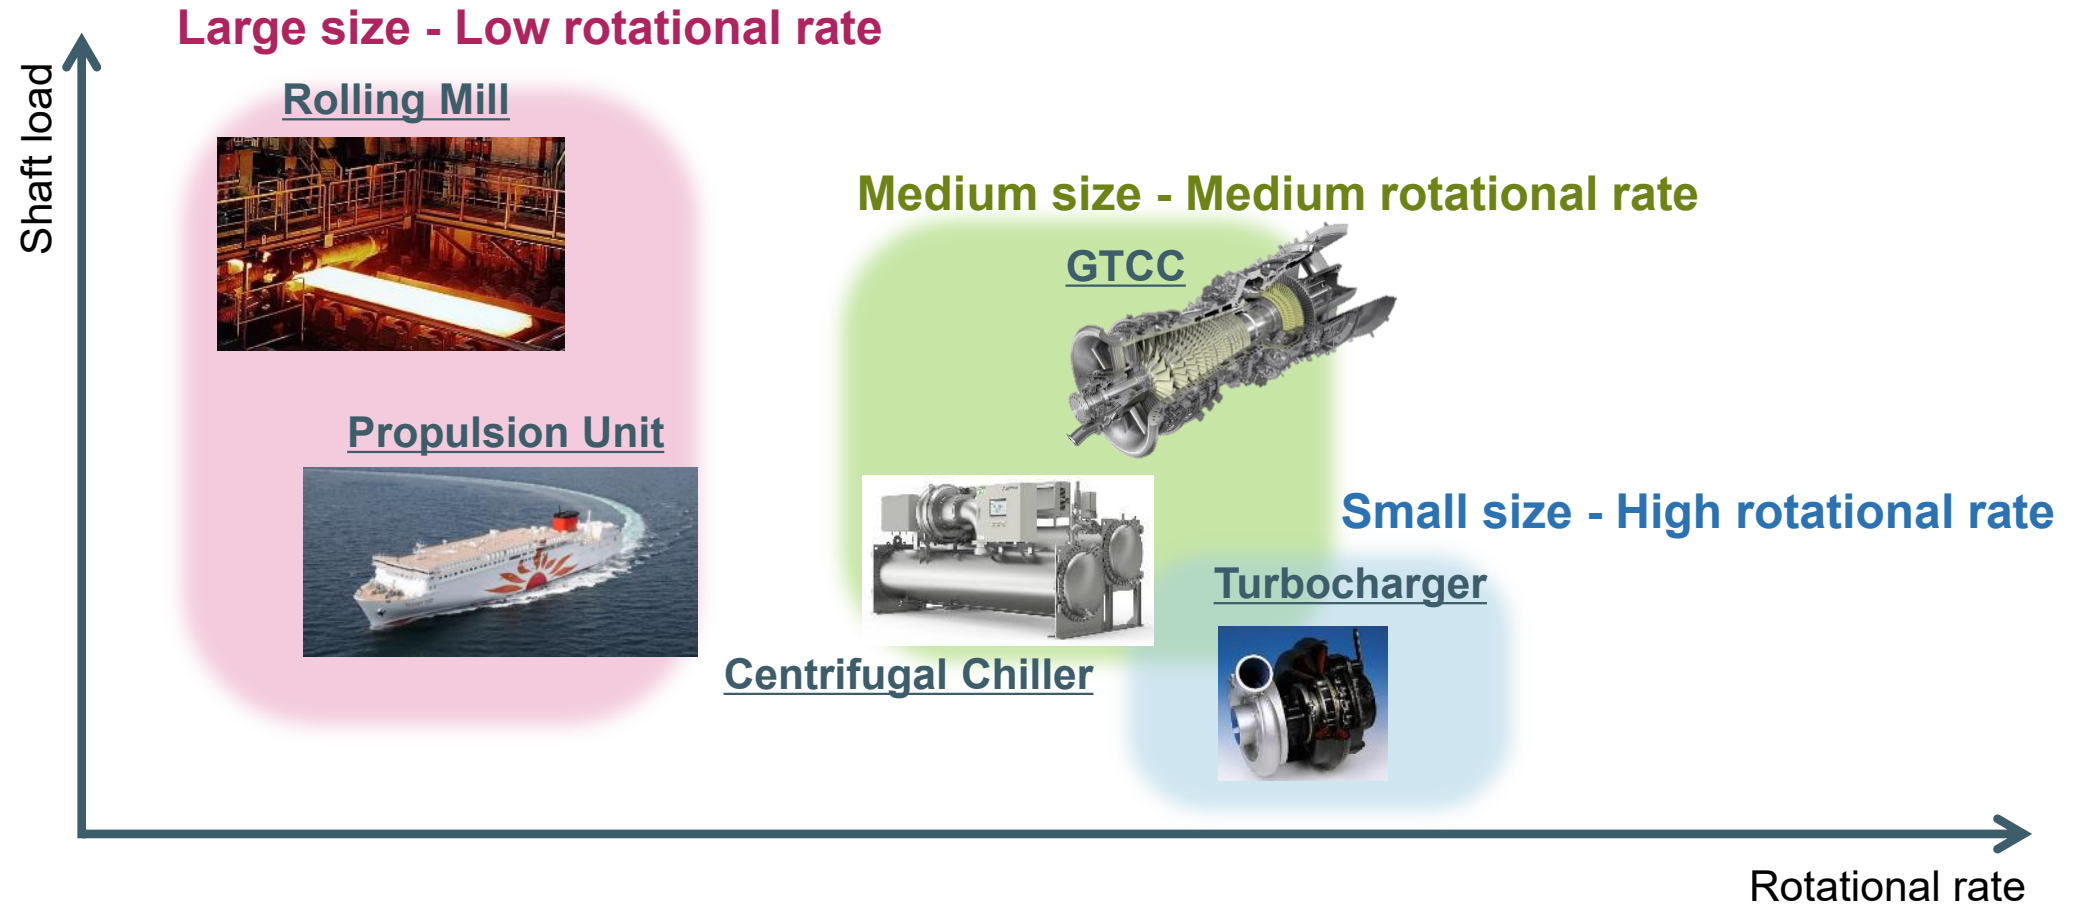 Large size - Low rotational rate
Shaft load
Rolling Mill
Medium size - Medium rotational rate
GTCC
Propulsion Unit
Small size - High rotational rate
Turbocharger
Centrifugal Chiller
Rotational rate